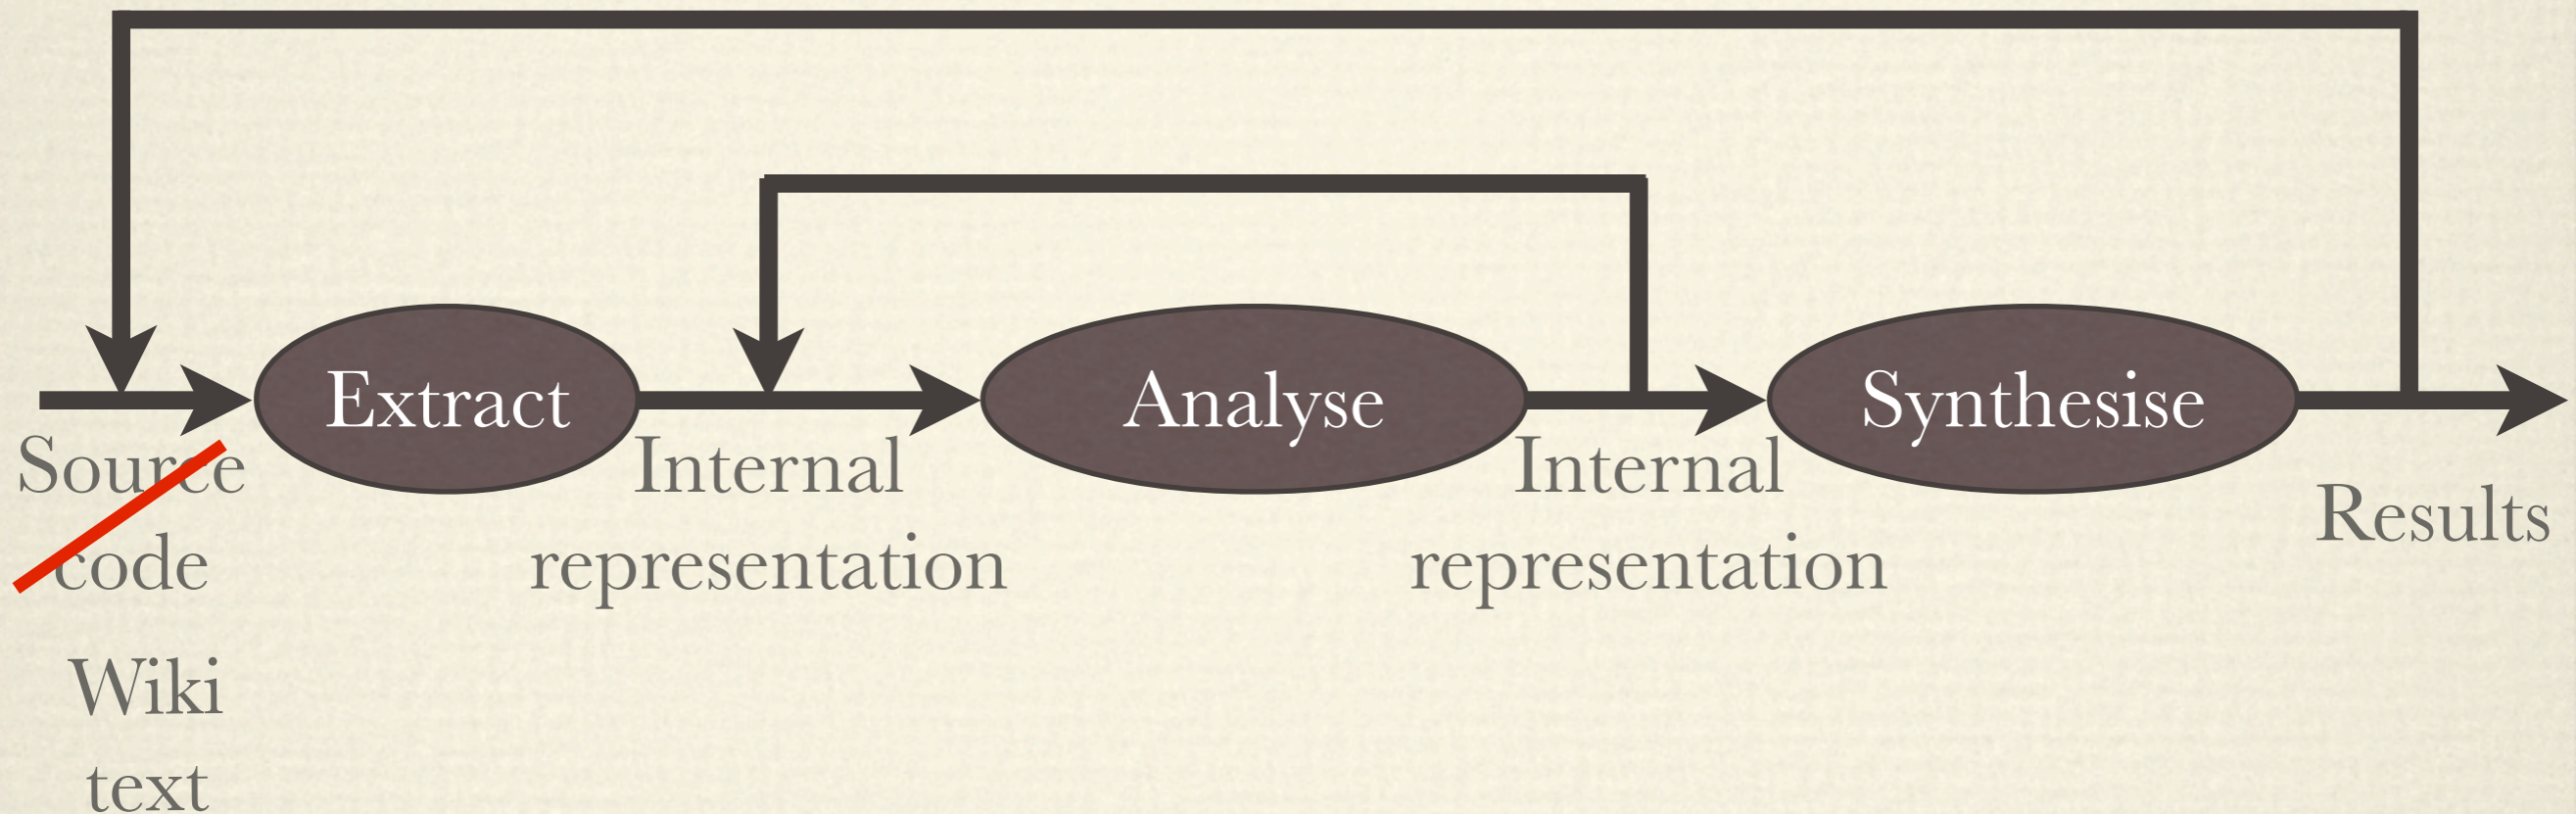 Extract
Analyse
Synthesise
Source
code
Internal
representation
Internal
representation
Results
Wiki
text